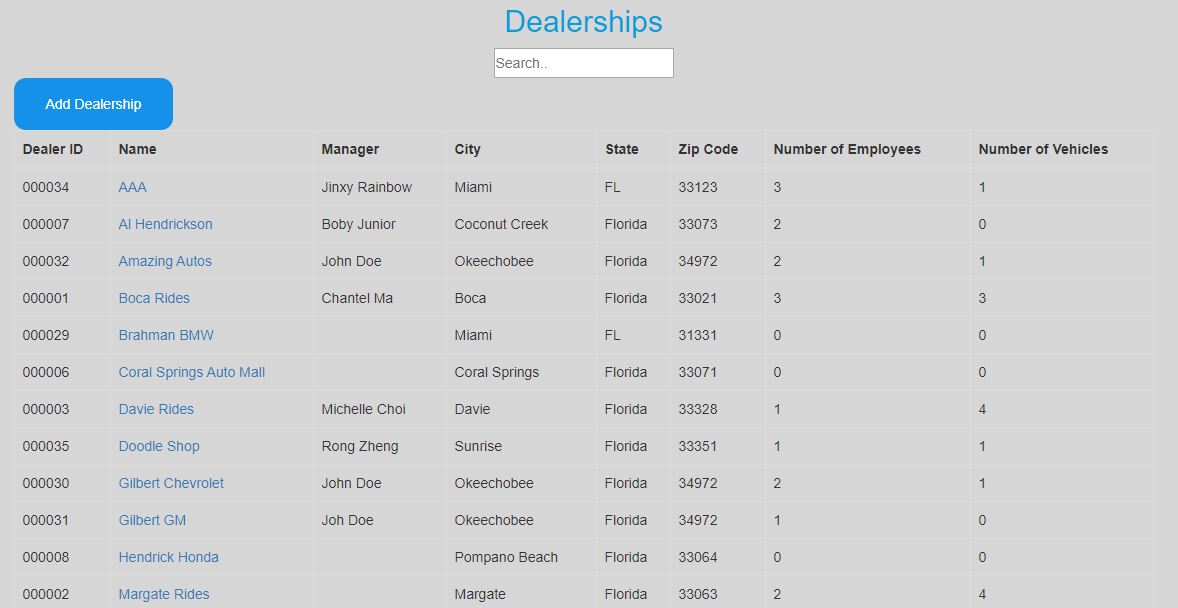 Dealerships
Search..
Add Dealership
Dealer ID Name Manager City State Zip Code Number of Employees Number of Vehicles
000034 AAA Jinxy Rainbow Miami FL 33123 3 1
000007 Al Hendrickson Boby Junior Coconut Creek Florida 33073 2 0
000032 Amazing Autos John Doe Okeechobee Florida 34972 2 1
000001 Boca Rides Chantel Ma Boca Florida 33021 3 3
000029 Brahman BMW Miami FL 31331 0 0
000006 Coral Springs Auto Mall Coral Springs Florida 33071 0 0
000003 Davie Rides Michelle Choi Davie Florida 33328 1 4
000035 Doodle Shop Rong Zheng Sunrise Florida 33351 1 1
000030 Gilbert Chevrolet John Doe Okeechobee Florida 34972 2 1
000031 Gilbert GM Joh Doe Okeechobee Florida 34972 1 0
000008 Hendrick Honda Pompano Beach Florida 33064 0 0
000002 Margate Rides Margate Florida 33063 2 4